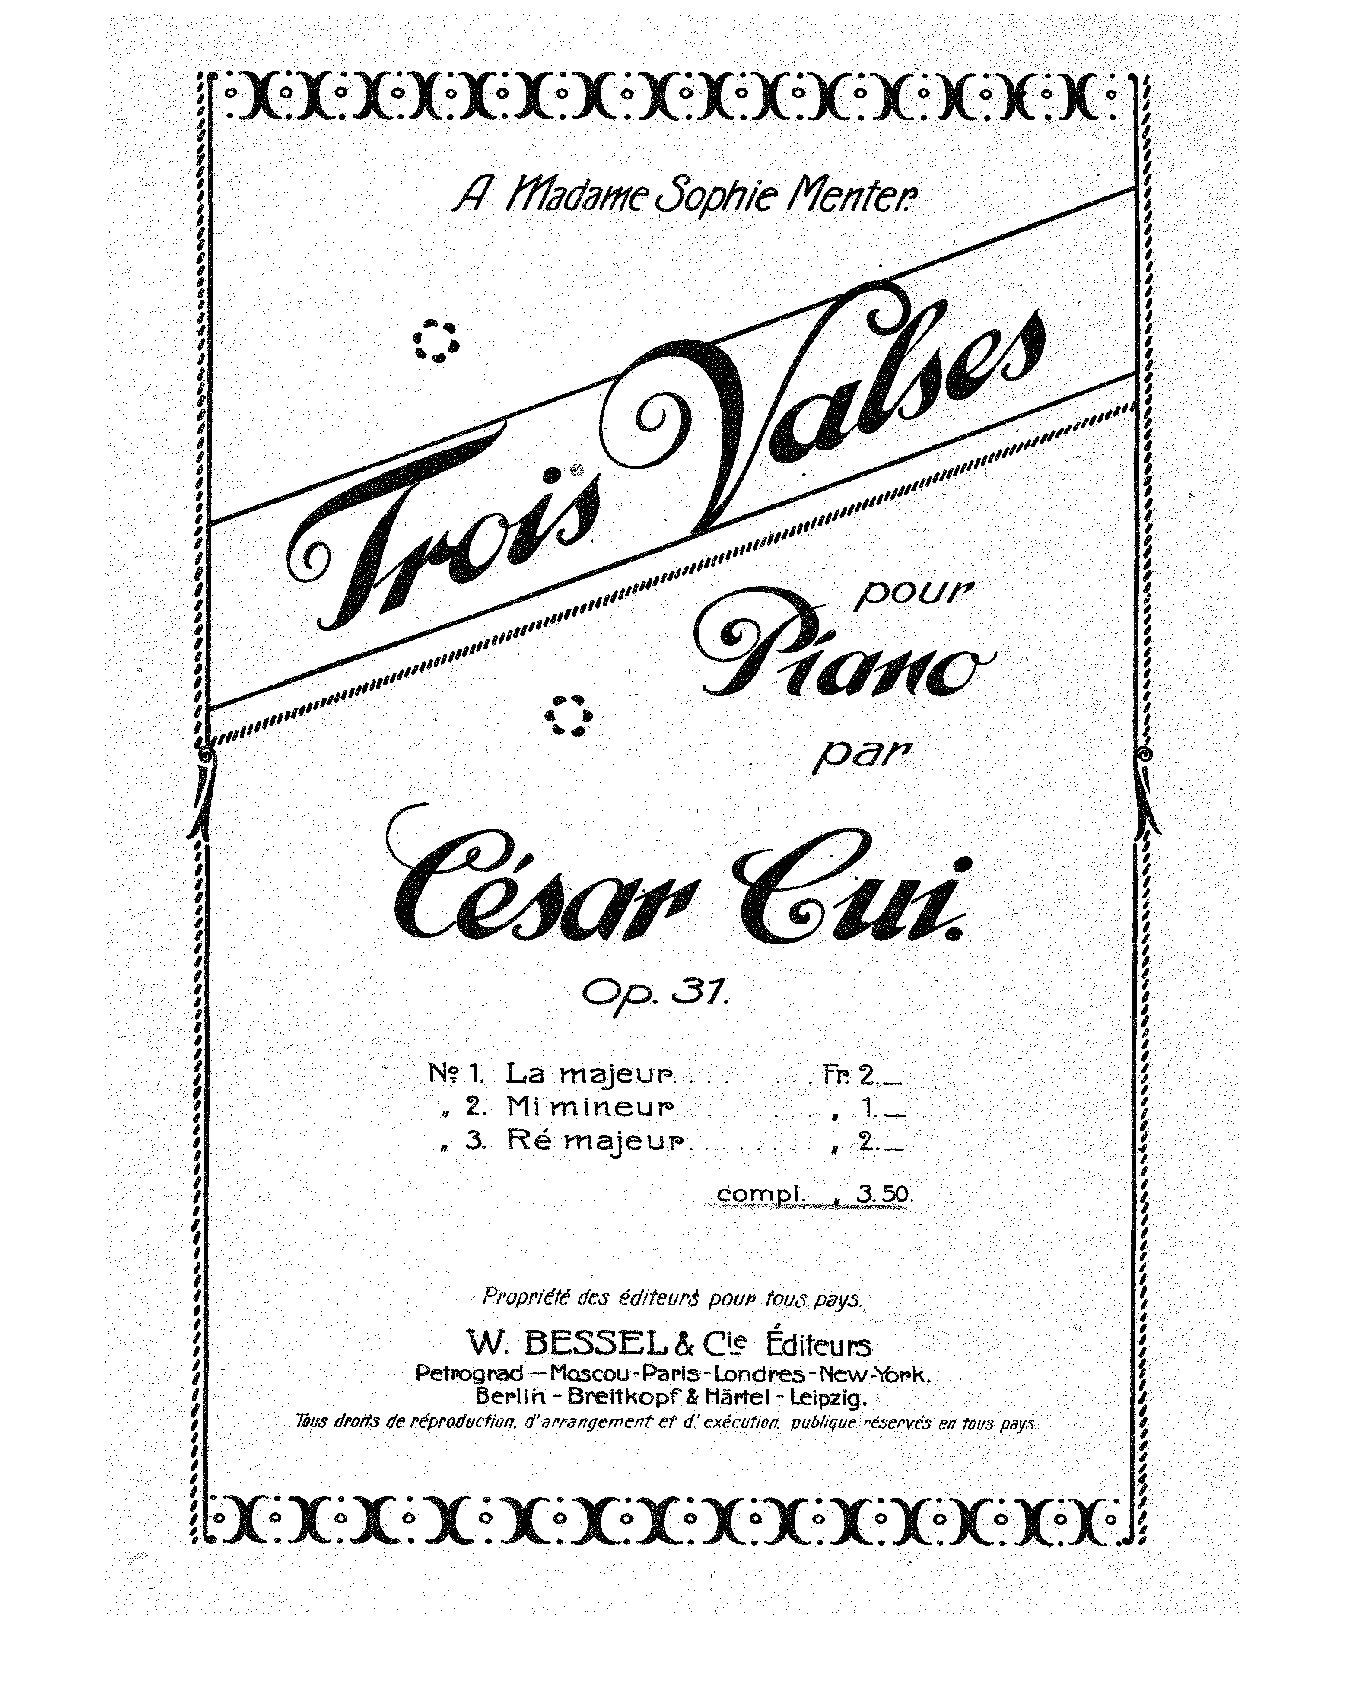 A Madame Sophie Menter.
Trois Valses
pour
Piano
par
César Cui.
Op. 31.
No. 1. La majeur. . . . . . . . . Fr. 2.—
„ 2. Mi mineur . . . . . . . . „ 1.—
„ 3. Ré majeur. . . . . . . . . „ 2.—
compl. „ 3.50.
Propriété des éditeurs pour tous pays.
W. BESSEL & Cie Éditeurs
Petrograd — Moscou - Paris - Londres - New-York.
Berlin - Breitkopf & Härtel - Leipzig.
Tous droits de réproduction, d'arrangement et d'exécution publique réservés en tous pays